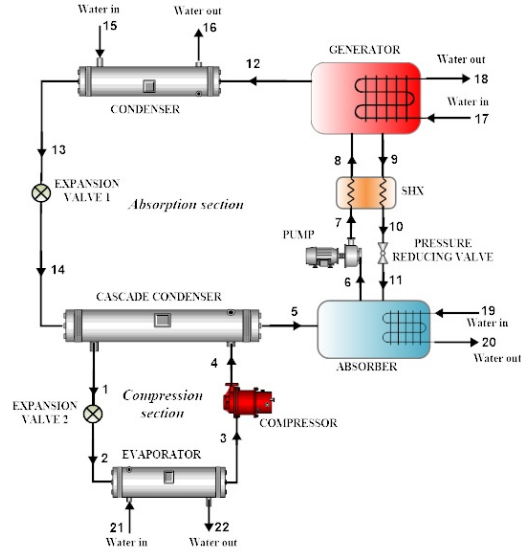 Water in
Water out
15
16
GENERATOR
12
Water out
18
CONDENSER
Water in
17
13
8
9
EXPANSION
VALVE 1
Absorption section
SHX
7
10
PUMP
PRESSURE
REDUCING VALVE
14
6
11
CASCADE CONDENSER
5
19
Water in
20
Water out
ABSORBER
4
1
Compression
section
EXPANSION
VALVE 2
COMPRESSOR
3
2
EVAPORATOR
21
22
Water in
Water out